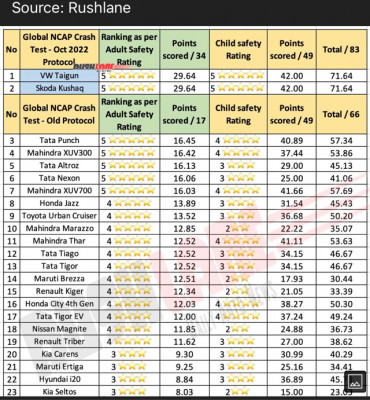 Source: Rushlane
No Global NCAP Crash Test - Oct 2022 Protocol Ranking as per Adult Safety Rating Points scored / 34 Child safety Rating Points scored / 49 Total / 83
1 VW Taigun 5 29.64 5 42.00 71.64
2 Skoda Kushaq 5 29.64 5 42.00 71.64
No Global NCAP Crash Test - Old Protocol Ranking as per Adult Safety Rating Points scored / 17 Child safety Rating Points scored / 49 Total / 66
3 Tata Punch 5 16.45 4 40.89 57.34
4 Mahindra XUV300 5 16.42 4 37.44 53.86
5 Tata Altroz 5 16.13 3 29.00 45.13
6 Tata Nexon 5 16.06 3 25.00 41.06
7 Mahindra XUV700 5 16.03 4 41.66 57.69
8 Honda Jazz 4 13.89 3 31.54 45.43
9 Toyota Urban Cruiser 4 13.52 3 36.68 50.20
10 Mahindra Marazzo 4 12.85 2 22.22 35.07
11 Mahindra Thar 4 12.52 4 41.11 53.63
12 Tata Tiago 4 12.52 3 34.15 46.67
13 Tata Tigor 4 12.52 3 34.15 46.67
14 Maruti Brezza 4 12.51 2 17.93 30.44
15 Renault Kiger 4 12.34 2 21.05 33.39
16 Honda City 4th Gen 4 12.03 4 38.27 50.30
17 Tata Tigor EV 4 12.00 4 37.24 49.24
18 Nissan Magnite 4 11.85 2 24.88 36.73
19 Renault Triber 4 11.62 3 27.00 38.62
20 Kia Carens 3 9.30 3 30.99 40.29
21 Maruti Ertiga 3 9.25 3 25.16 34.41
22 Hyundai i20 3 8.84 3 36.89 45.
23 Kia Seltos 3 8.03 2 15.00 23.03